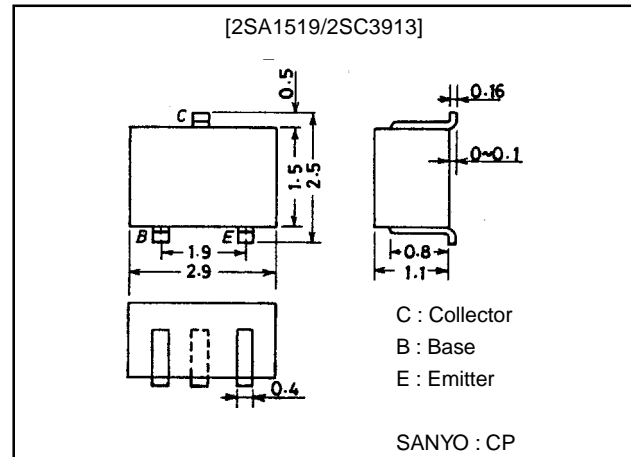 [2SA1519/2SC3913]
0.5
0.16
C
0~0.1
1.5
2.5
B
E
1.9
0.8
2.9
1.1
C : Collector
B : Base
E : Emitter
0.4
SANYO : CP